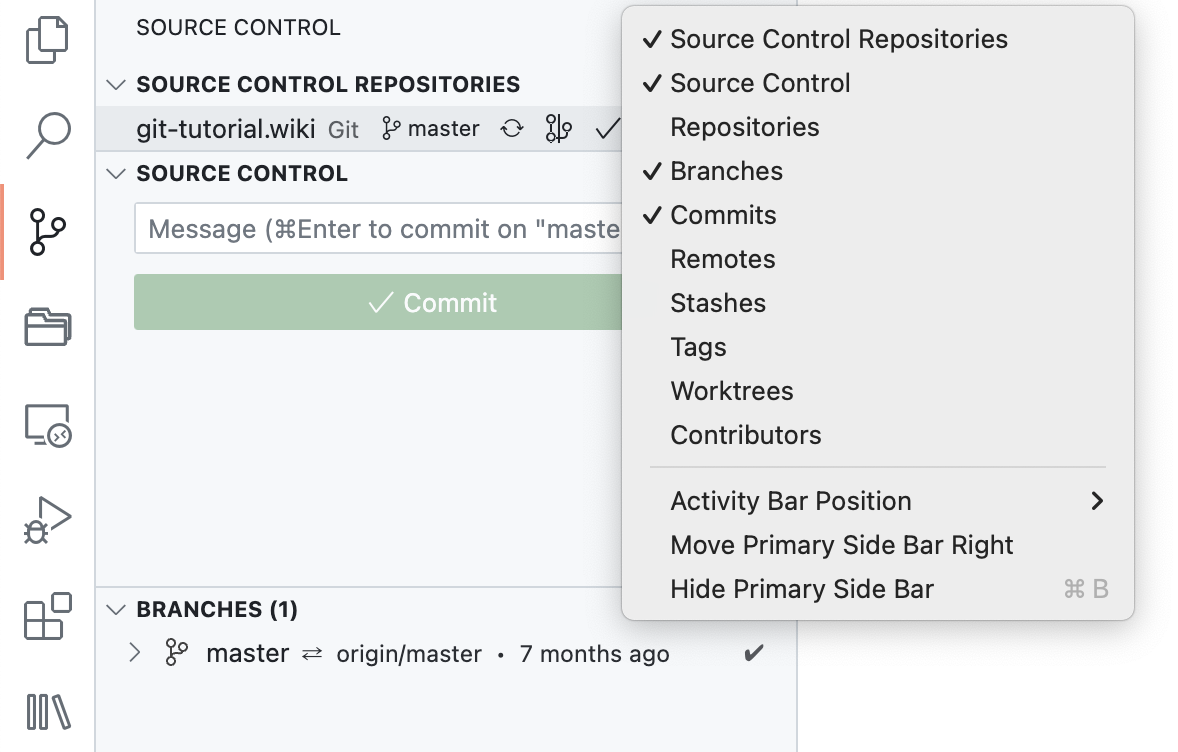 SOURCE CONTROL
SOURCE CONTROL REPOSITORIES
git-tutorial.wiki Git master
SOURCE CONTROL
Message (⌘Enter to commit on "maste
Commit
BRANCHES (1)
master ⇄ origin/master • 7 months ago ✔
✓ Source Control Repositories
✓ Source Control
Repositories
✓ Branches
✓ Commits
Remotes
Stashes
Tags
Worktrees
Contributors
Activity Bar Position
Move Primary Side Bar Right
Hide Primary Side Bar ⌘ B